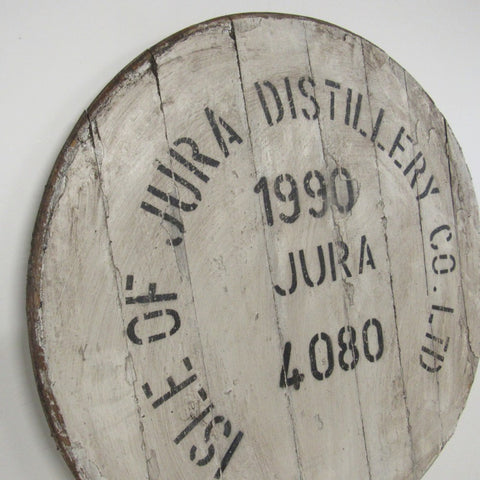 ISLE OF JURA DISTILLERY CO. LTD
1990
JURA
4080